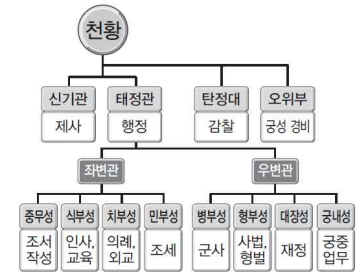 천황
신기관 태정관 탄정대 오위부
제사 행정 감찰 궁성 경비
좌변관 우변관
중무성 식부성 치부성 민부성 병부성 형부성 대장성 궁내성
조서 작성 인사, 교육 의례, 외교 조세 군사 사법, 형벌 재정 궁중 업무